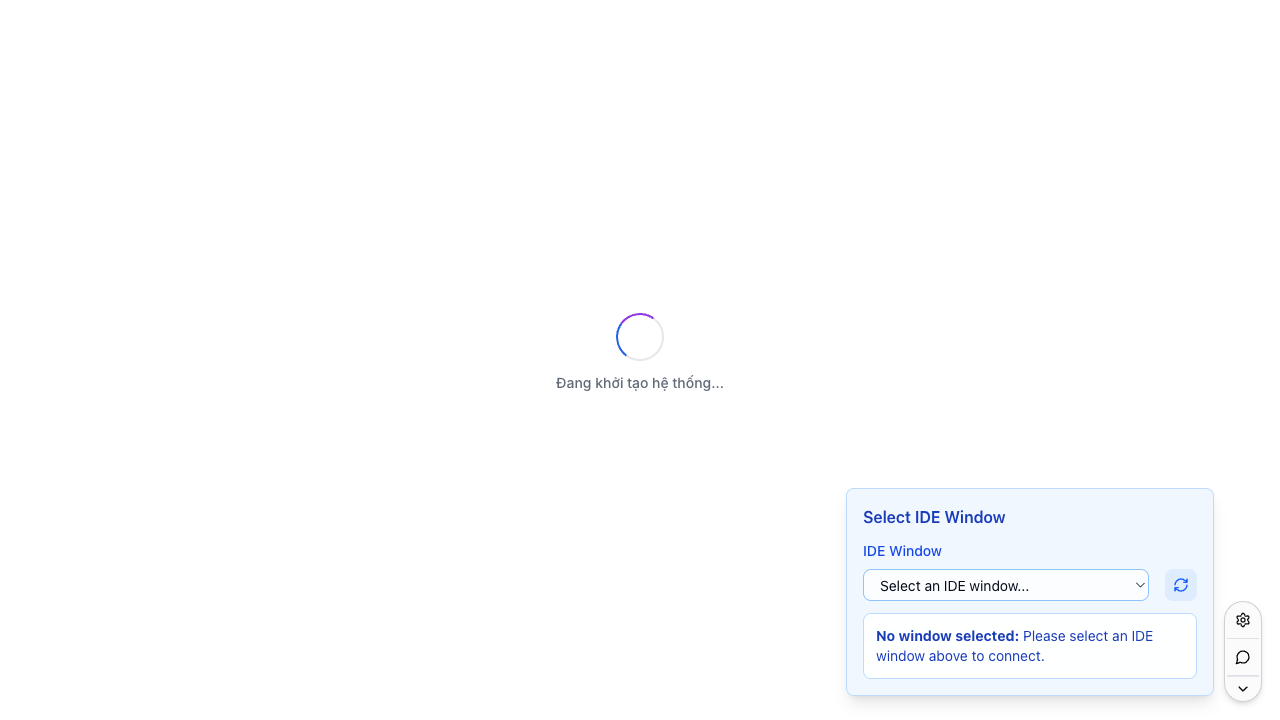 Đang khởi tạo hệ thống...
Select IDE Window
IDE Window
Select an IDE window...
No window selected: Please select an IDE
window above to connect.